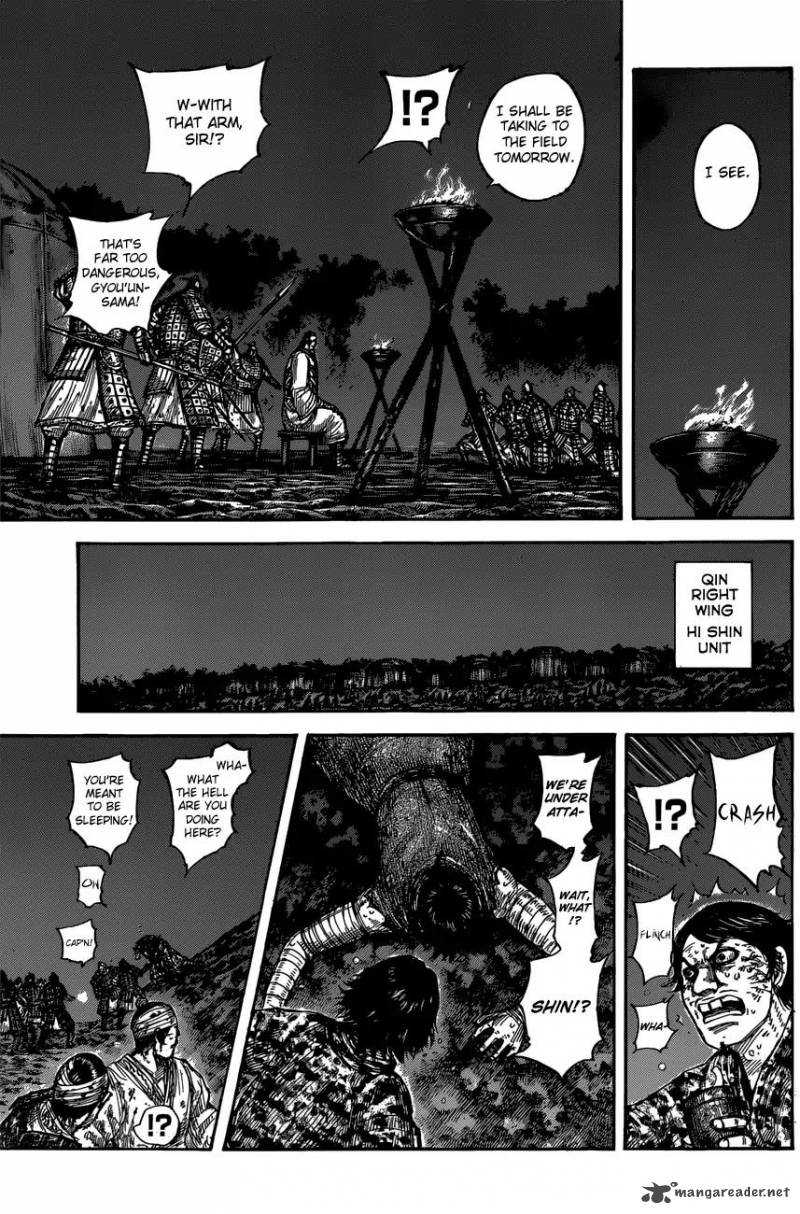 I SEE.
I SHALL BE
TAKING TO
THE FIELD
TOMORROW.
!?
W-WITH
THAT ARM,
SIR!?
THAT'S
FAR TOO
DANGEROUS,
GYOU'UN-
SAMA!
QIN
RIGHT
WING
HI SHIN
UNIT
CRASH
!?
FLINCH
WHA-
WE'RE
UNDER
ATTA-
WAIT,
WHAT
!?
SHIN!?
WHA-
WHAT
THE HELL
ARE YOU
DOING
HERE?
YOU'RE
MEANT
TO BE
SLEEPING!
OH
CAP'N!
!?
mangareader.net